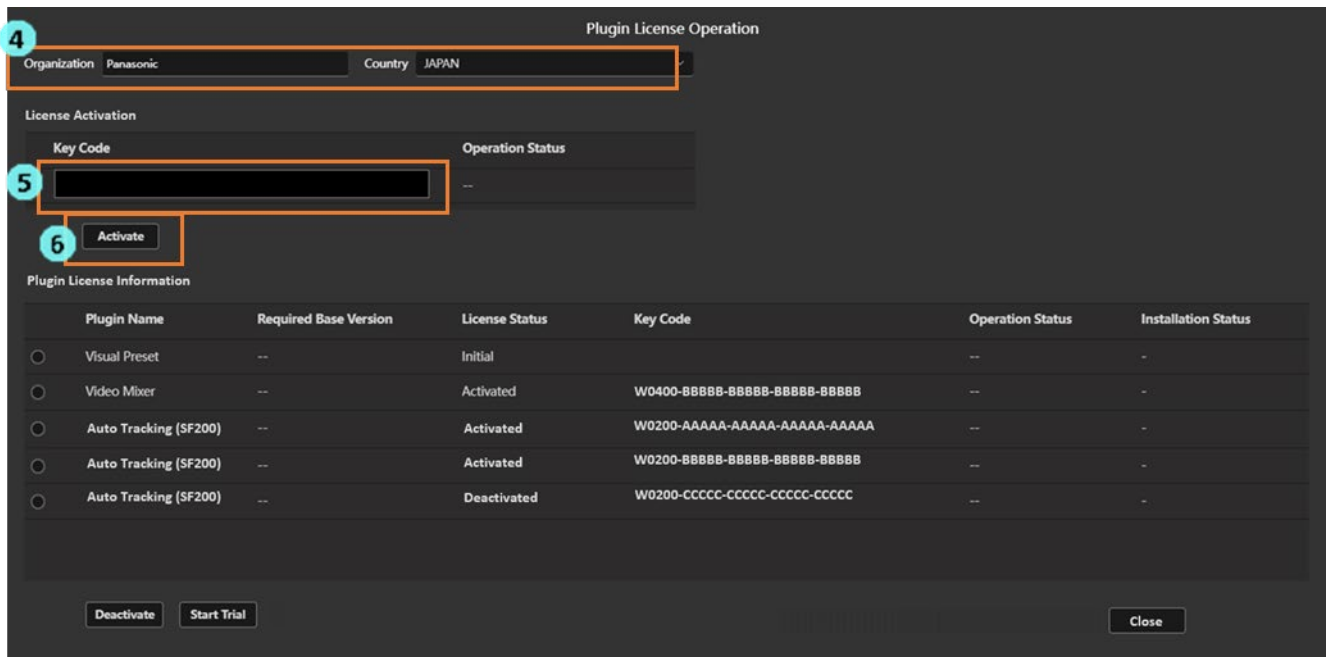 Plugin License Operation
4
Organization Panasonic Country JAPAN
License Activation
Key Code Operation Status
5 --
6 Activate
Plugin License Information
Plugin Name Required Base Version License Status Key Code Operation Status Installation Status
Visual Preset -- Initial -- -
Video Mixer -- Activated W0400-BBBBB-BBBBB-BBBBB-BBBBB -- -
Auto Tracking (SF200) -- Activated W0200-AAAAA-AAAAA-AAAAA-AAAAA -- -
Auto Tracking (SF200) -- Activated W0200-BBBBB-BBBBB-BBBBB-BBBBB -- -
Auto Tracking (SF200) -- Deactivated W0200-CCCCC-CCCCC-CCCCC-CCCCC -- -
Deactivate Start Trial Close